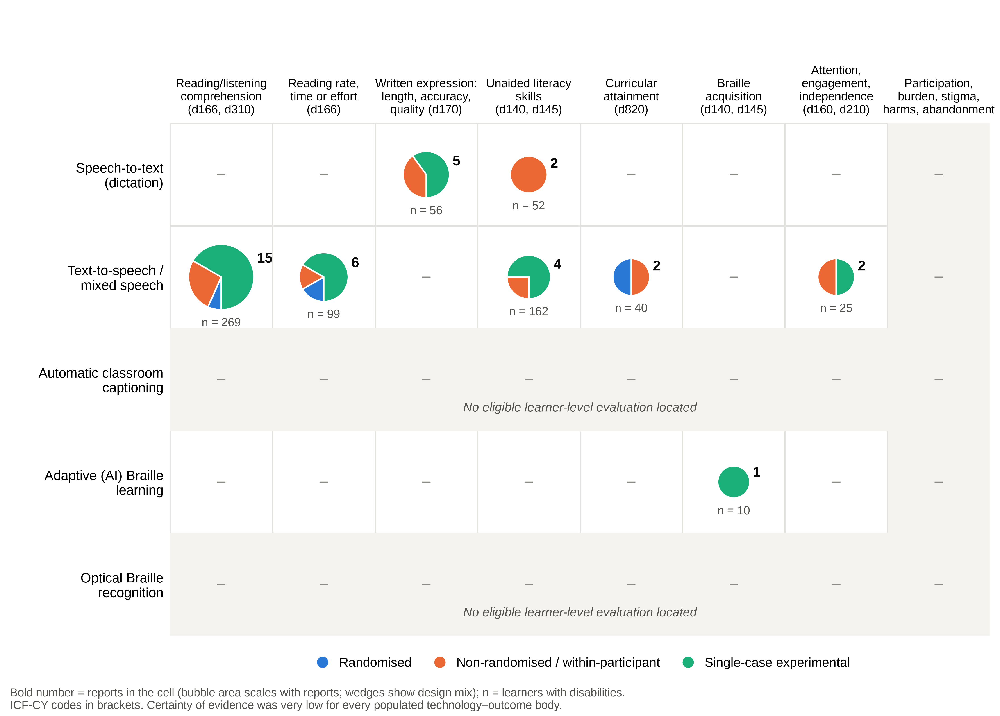 Attention,
Reading/listening Reading rate, Written expression: Unaided literacy Curricular Braille engagement, Participation,
comprehension time or effort length, accuracy, skills attainment acquisition independence burden, stigma,
(d166, d310) (d166) quality (d170) (d140, d145) (d820) (d140, d145) (d160, d210) harms, abandonment
Speech-to-text
(dictation)
– – 5 2 – – – –
n = 56 n = 52
Text-to-speech /
mixed speech
15 6 – 4 2 – 2 –
n = 269 n = 99 n = 162 n = 40 n = 25
Automatic classroom
captioning
– – – – – – – –
No eligible learner-level evaluation located
Adaptive (AI) Braille
learning
– – – – – 1 – –
n = 10
Optical Braille
recognition
– – – – – – – –
No eligible learner-level evaluation located
Randomised Non-randomised / within-participant Single-case experimental
Bold number = reports in the cell (bubble area scales with reports; wedges show design mix); n = learners with disabilities.
ICF-CY codes in brackets. Certainty of evidence was very low for every populated technology–outcome body.